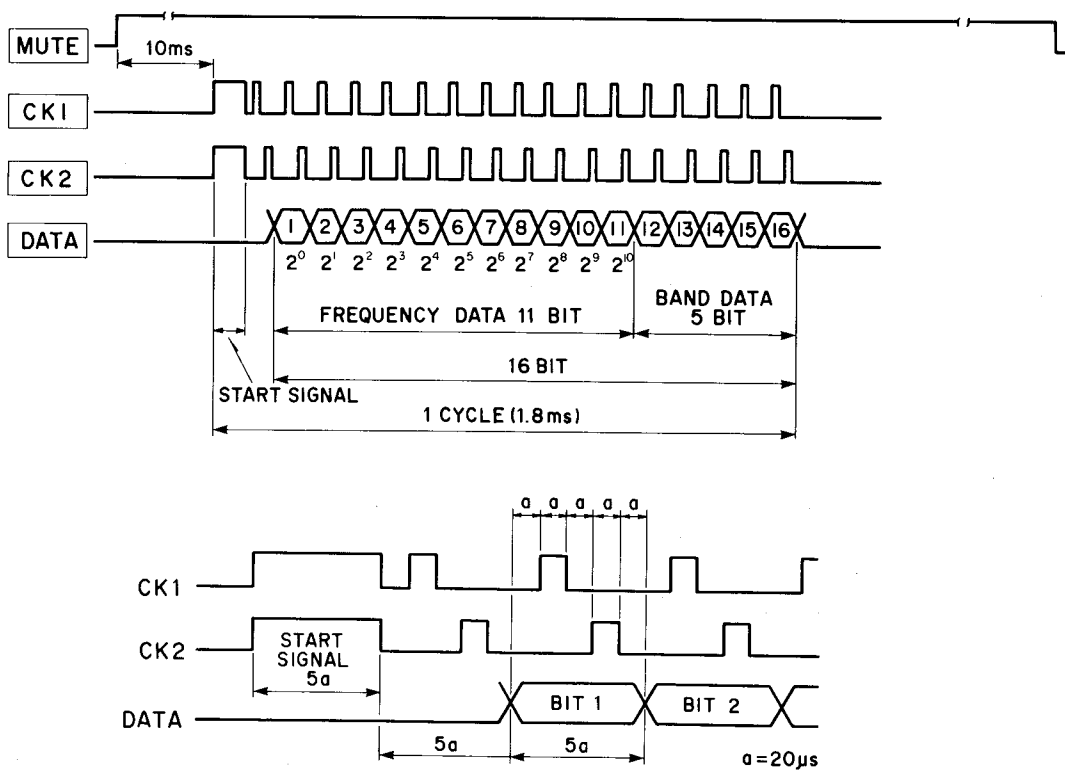 MUTE
10ms
CK1
CK2
DATA
1 2 3 4 5 6 7 8 9 10 11 12 13 14 15 16
2⁰ 2¹ 2² 2³ 2⁴ 2⁵ 2⁶ 2⁷ 2⁸ 2⁹ 2¹⁰
FREQUENCY DATA 11 BIT
BAND DATA
5 BIT
16 BIT
START SIGNAL
1 CYCLE (1.8ms)
a a a a a
CK1
CK2
START
SIGNAL
5a
DATA
BIT 1
BIT 2
5a
5a
a=20μs